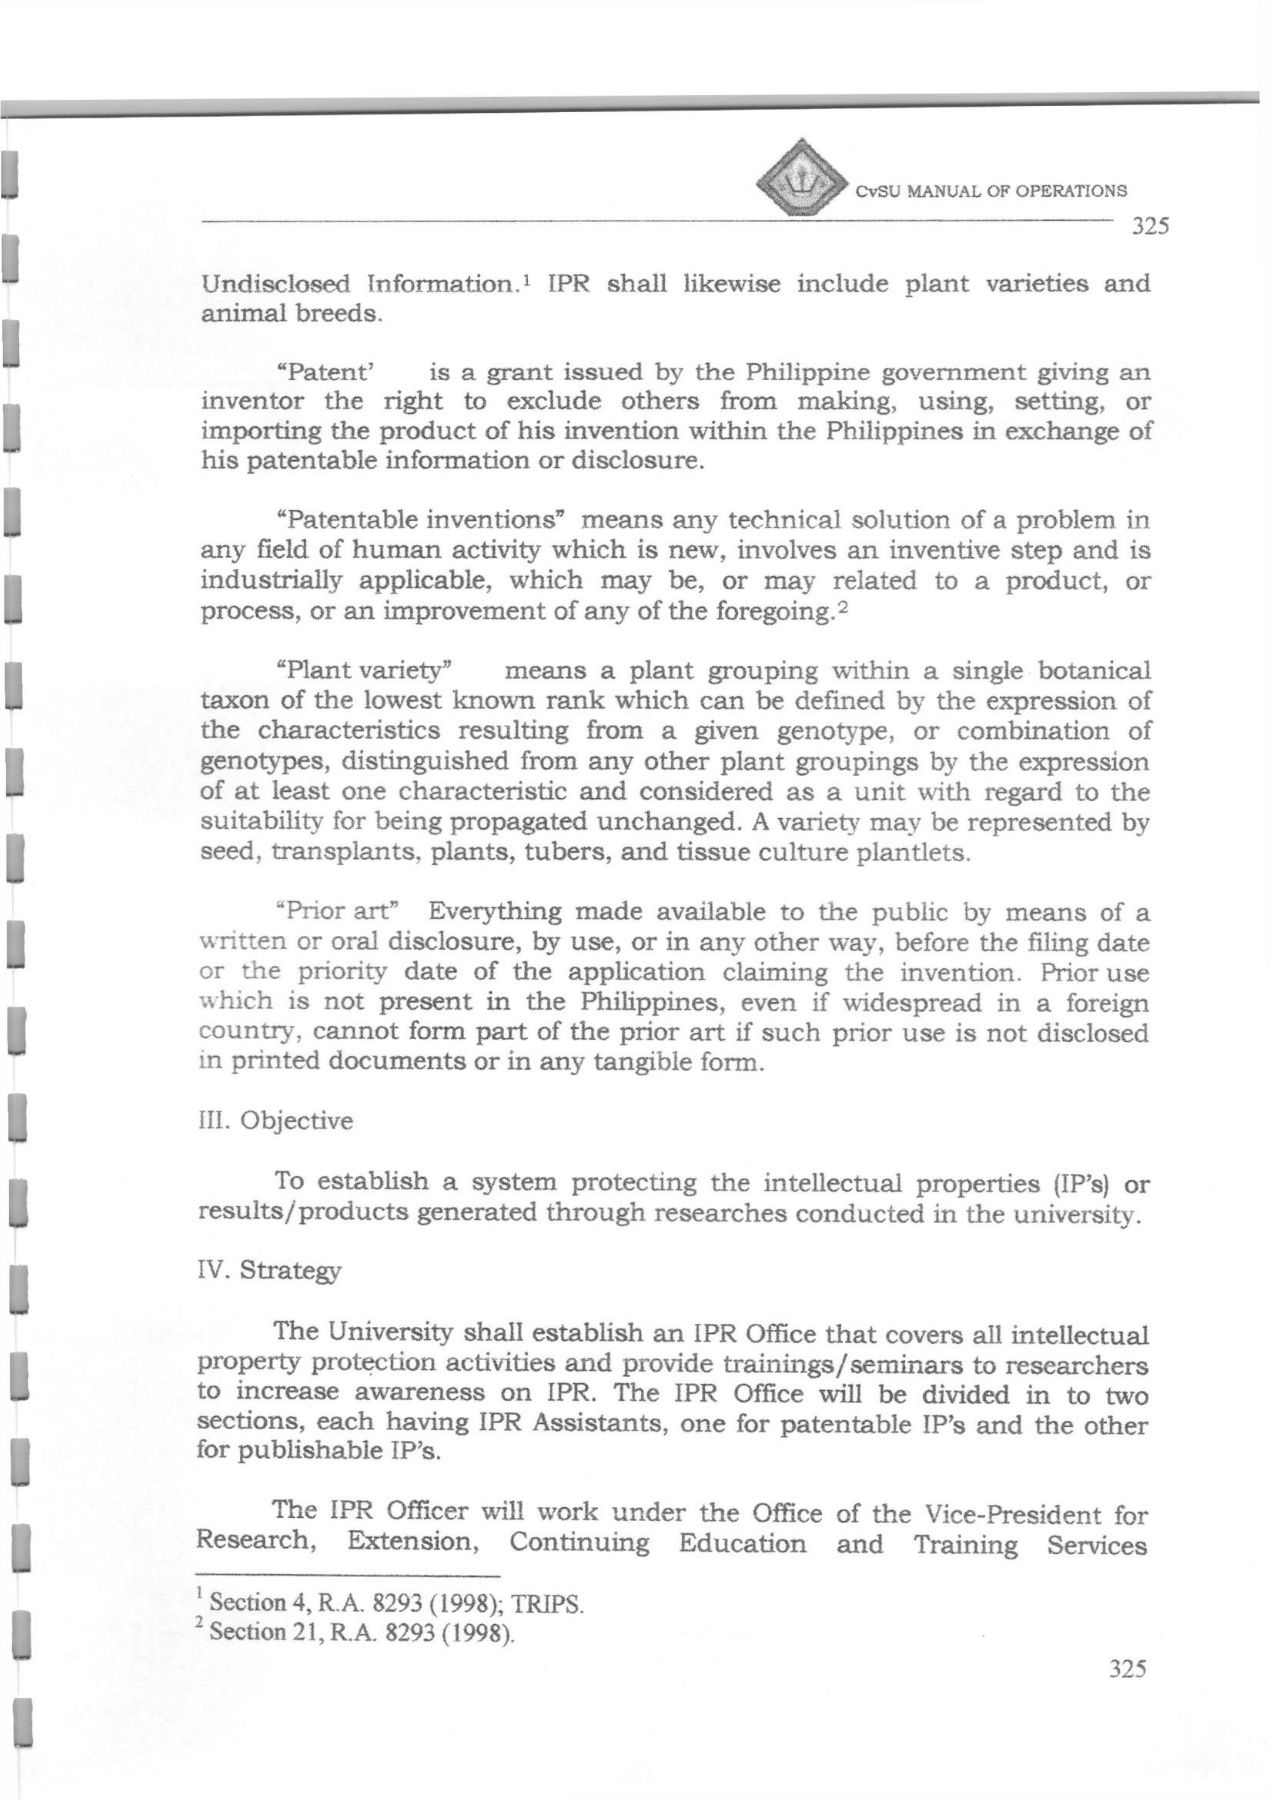 CvSU MANUAL OF OPERATIONS
325
Undisclosed Information.¹ IPR shall likewise include plant varieties and
animal breeds.
“Patent’ is a grant issued by the Philippine government giving an
inventor the right to exclude others from making, using, setting, or
importing the product of his invention within the Philippines in exchange of
his patentable information or disclosure.
“Patentable inventions” means any technical solution of a problem in
any field of human activity which is new, involves an inventive step and is
industrially applicable, which may be, or may related to a product, or
process, or an improvement of any of the foregoing.²
“Plant variety” means a plant grouping within a single botanical
taxon of the lowest known rank which can be defined by the expression of
the characteristics resulting from a given genotype, or combination of
genotypes, distinguished from any other plant groupings by the expression
of at least one characteristic and considered as a unit with regard to the
suitability for being propagated unchanged. A variety may be represented by
seed, transplants, plants, tubers, and tissue culture plantlets.
“Prior art” Everything made available to the public by means of a
written or oral disclosure, by use, or in any other way, before the filing date
or the priority date of the application claiming the invention. Prior use
which is not present in the Philippines, even if widespread in a foreign
country, cannot form part of the prior art if such prior use is not disclosed
in printed documents or in any tangible form.
III. Objective
To establish a system protecting the intellectual properties (IP’s) or
results/products generated through researches conducted in the university.
IV. Strategy
The University shall establish an IPR Office that covers all intellectual
property protection activities and provide trainings/seminars to researchers
to increase awareness on IPR. The IPR Office will be divided in to two
sections, each having IPR Assistants, one for patentable IP’s and the other
for publishable IP’s.
The IPR Officer will work under the Office of the Vice-President for
Research, Extension, Continuing Education and Training Services
¹ Section 4, R.A. 8293 (1998); TRIPS.
² Section 21, R.A. 8293 (1998).
325